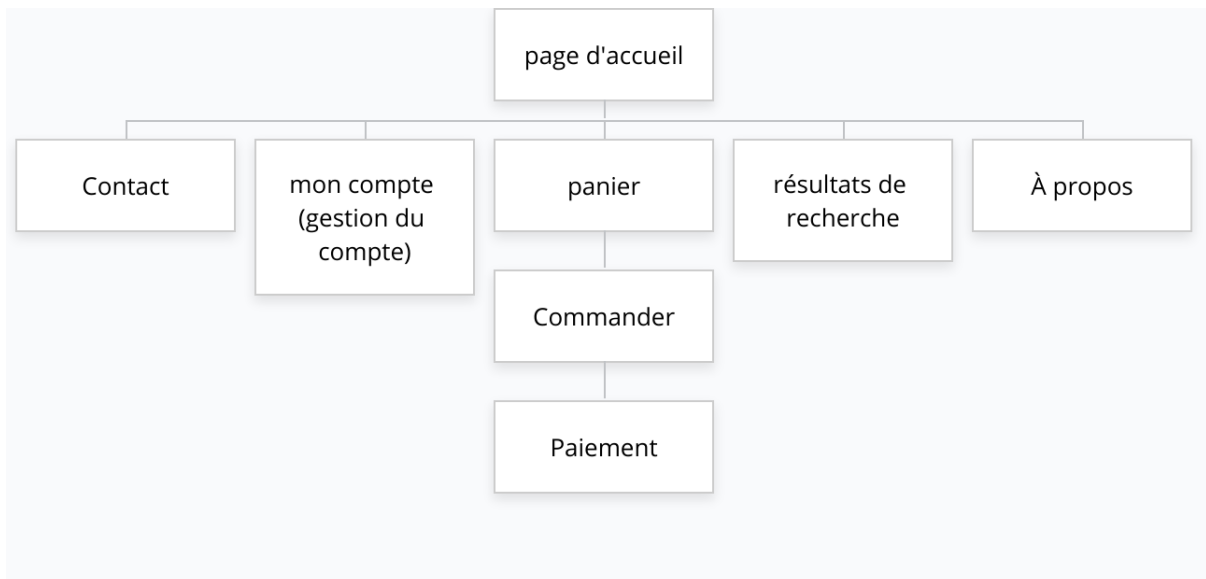 page d'accueil
Contact
mon compte
(gestion du
compte)
panier
résultats de
recherche
À propos
Commander
Paiement